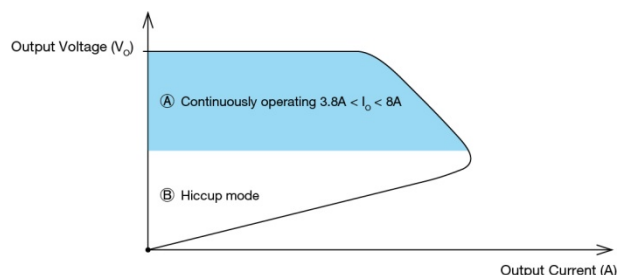 Output Voltage (Vₒ)
Ⓐ Continuously operating 3.8A < Iₒ < 8A
Ⓑ Hiccup mode
Output Current (A)